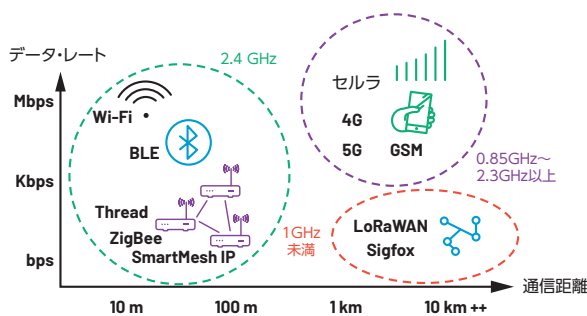 データ・レート
2.4 GHz
Mbps
Wi-Fi
BLE
Kbps
Thread
ZigBee
SmartMesh IP
bps
セルラ
4G
5G GSM
0.85GHz~
2.3GHz以上
1GHz
未満
LoRaWAN
Sigfox
通信距離
10 m 100 m 1 km 10 km ++